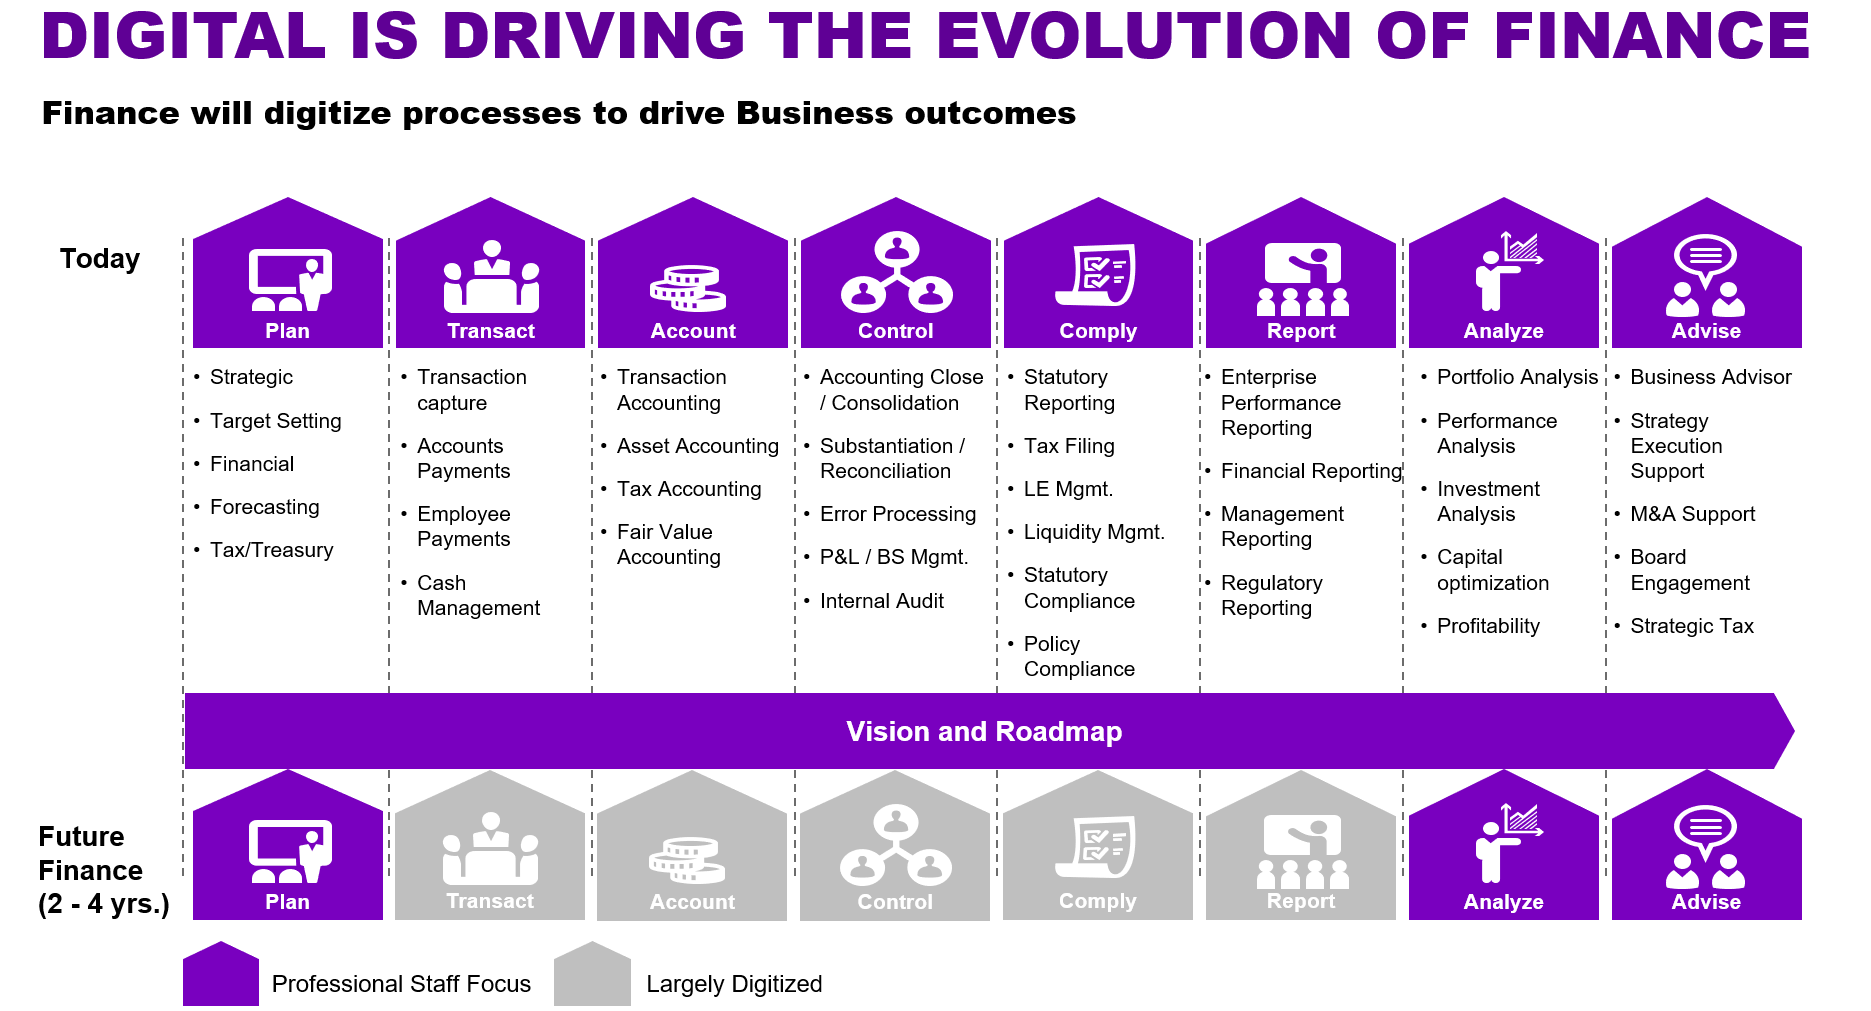 DIGITAL IS DRIVING THE EVOLUTION OF FINANCE
Finance will digitize processes to drive Business outcomes
Today
Plan
Transact
Account
Control
Comply
Report
Analyze
Advise
• Strategic
• Target Setting
• Financial
• Forecasting
• Tax/Treasury
• Transaction
capture
• Accounts
Payments
• Employee
Payments
• Cash
Management
• Transaction
Accounting
• Asset Accounting
• Tax Accounting
• Fair Value
Accounting
• Accounting Close
/ Consolidation
• Substantiation /
Reconciliation
• Error Processing
• P&L / BS Mgmt.
• Internal Audit
• Statutory
Reporting
• Tax Filing
• LE Mgmt.
• Liquidity Mgmt.
• Statutory
Compliance
• Policy
Compliance
• Enterprise
Performance
Reporting
• Financial Reporting
• Management
Reporting
• Regulatory
Reporting
• Portfolio Analysis
• Performance
Analysis
• Investment
Analysis
• Capital
optimization
• Profitability
• Business Advisor
• Strategy
Execution
Support
• M&A Support
• Board
Engagement
• Strategic Tax
Vision and Roadmap
Future
Finance
(2 - 4 yrs.)
Plan
Transact
Account
Control
Comply
Report
Analyze
Advise
Professional Staff Focus
Largely Digitized